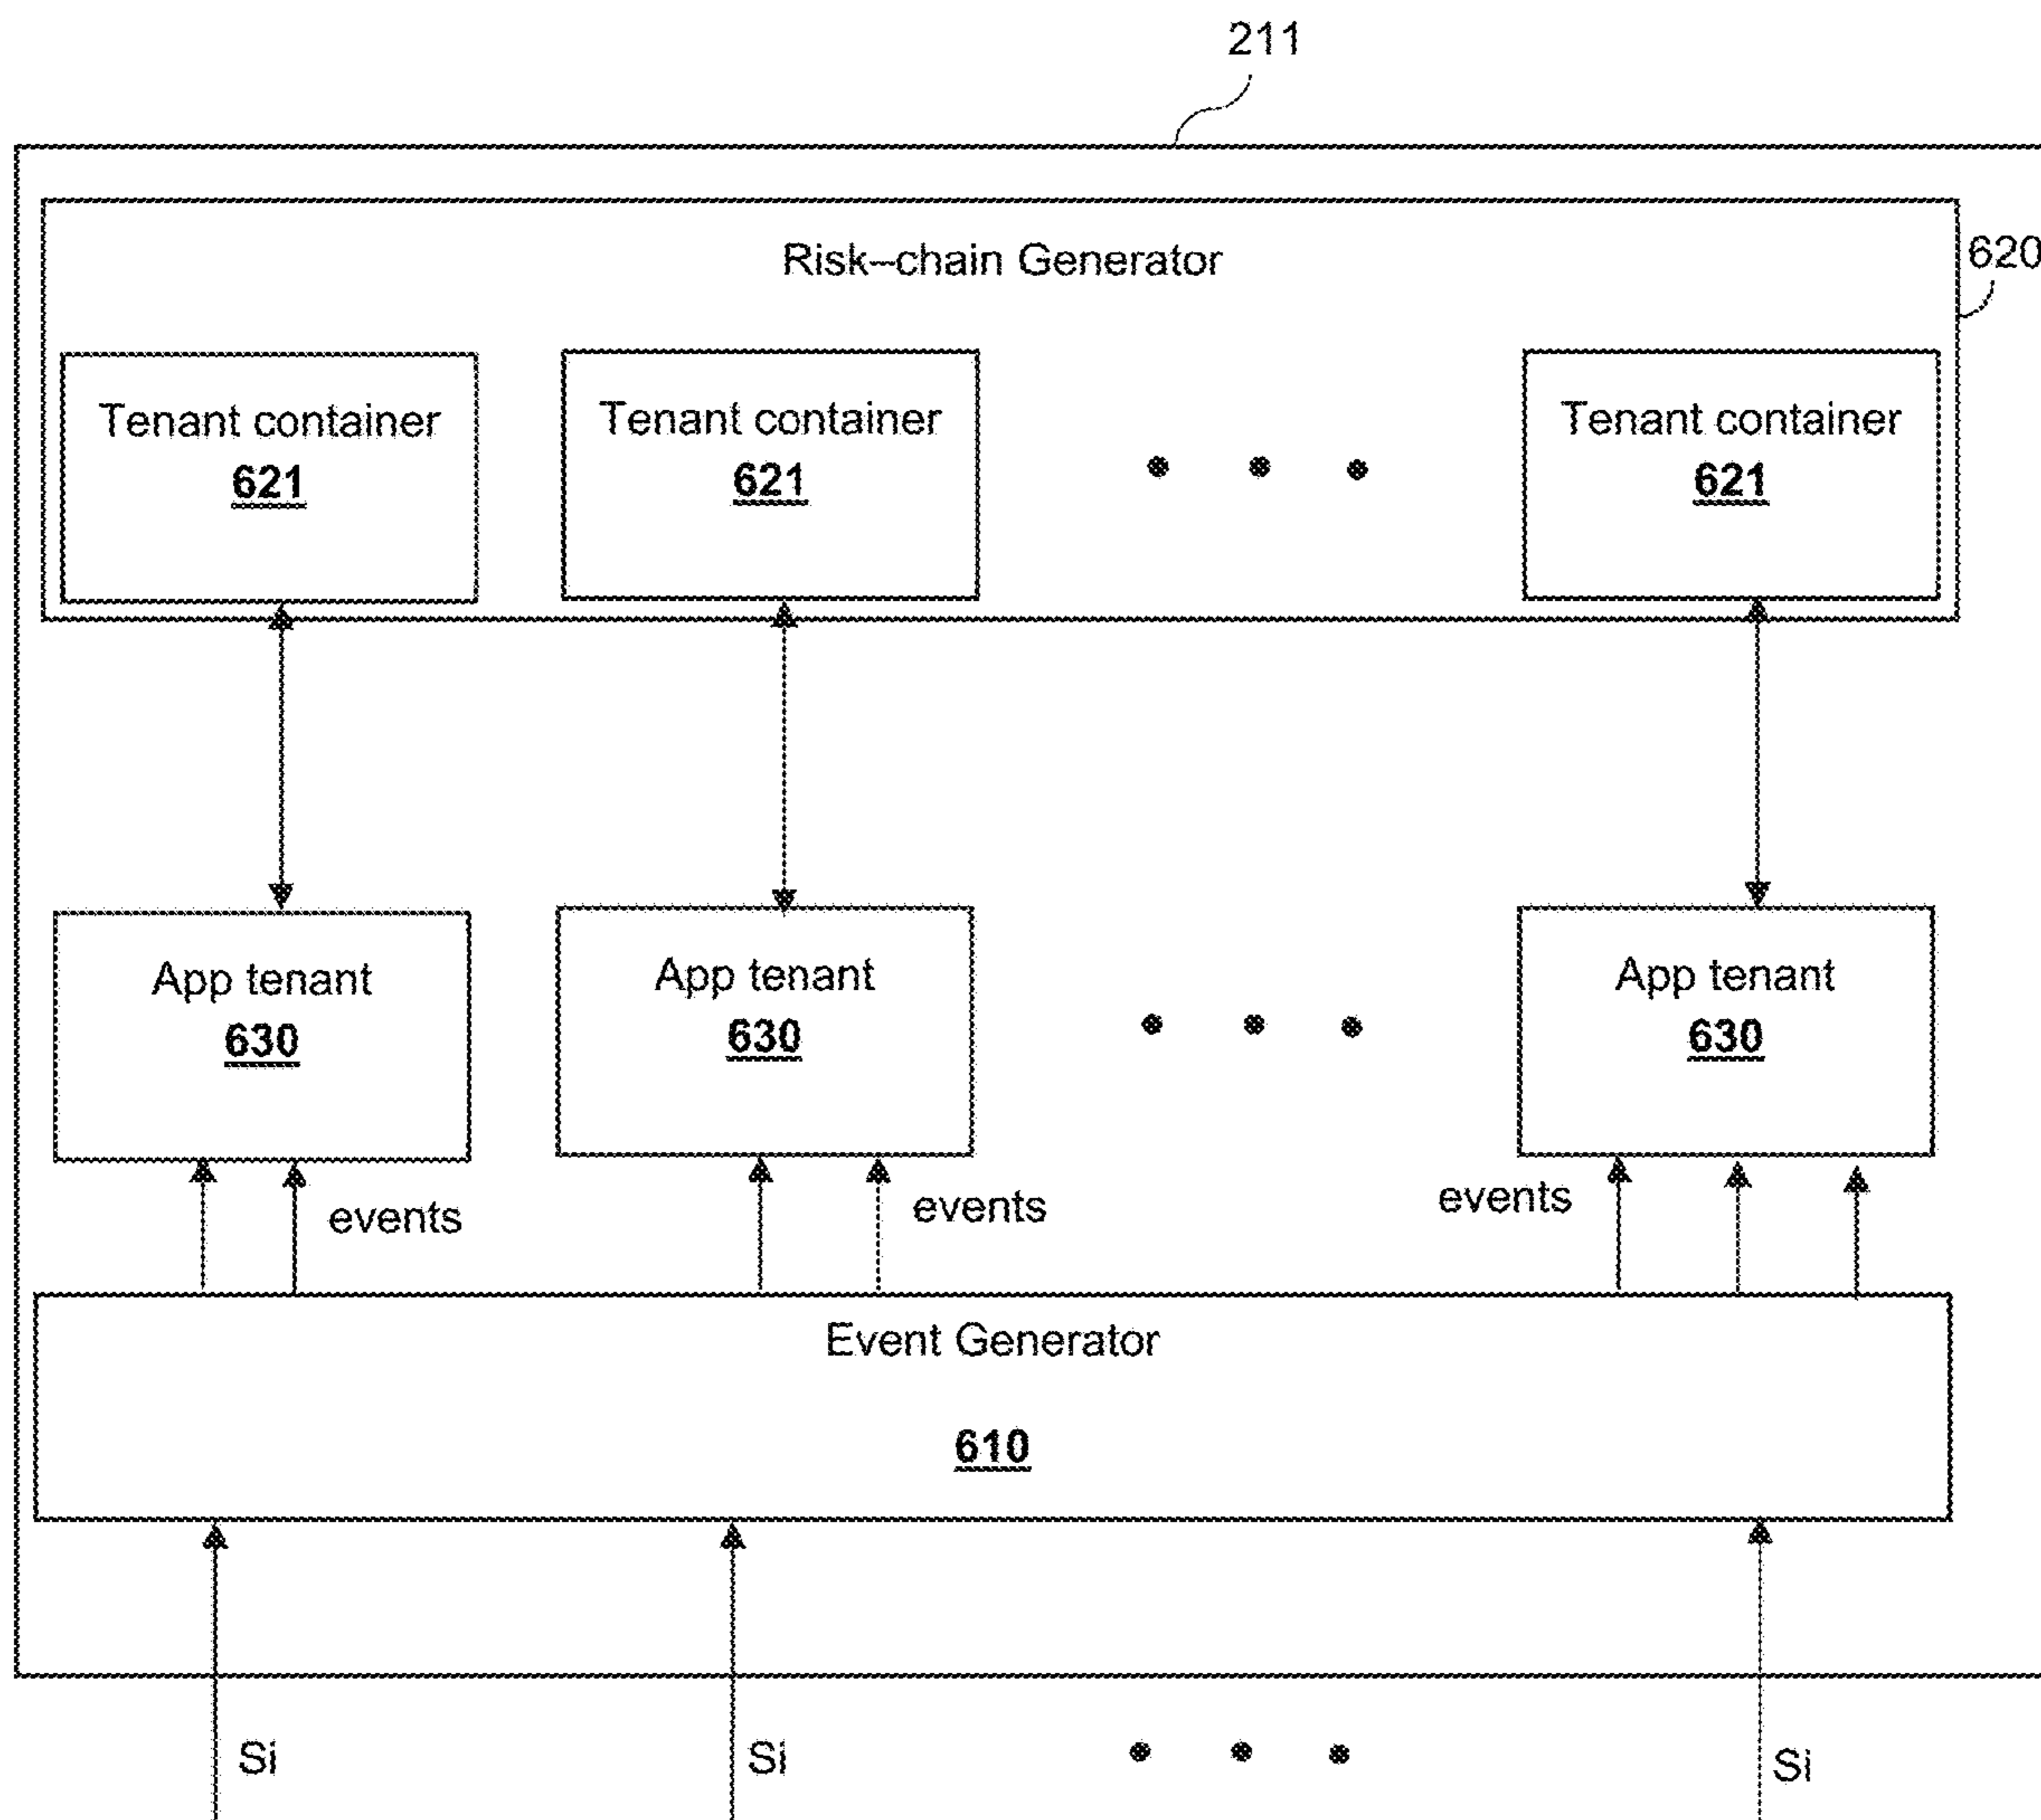 211
Risk–chain Generator
620
Tenant container
621
Tenant container
621
Tenant container
621
App tenant
630
App tenant
630
App tenant
630
events
events
events
Event Generator
610
Si
Si
Si